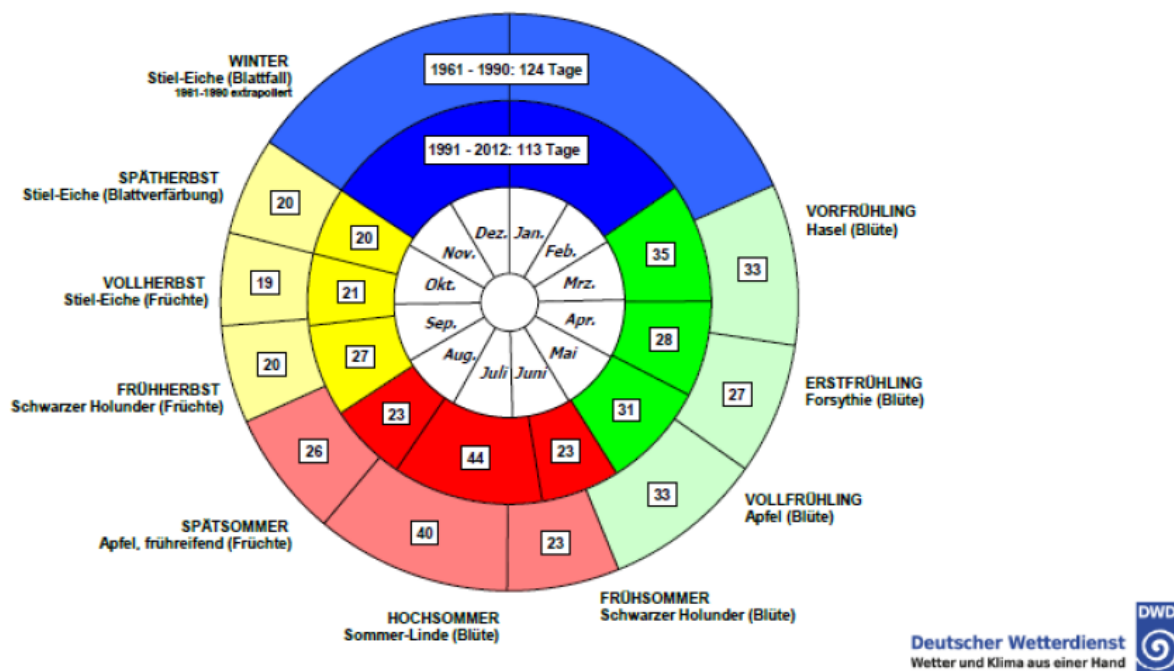 WINTER
Stiel-Eiche (Blattfall)
1961-1990 extrapoliert
1961 - 1990: 124 Tage
1991 - 2012: 113 Tage
SPÄTHERBST
Stiel-Eiche (Blattverfärbung)
VOLLHERBST
Stiel-Eiche (Früchte)
FRÜHHERBST
Schwarzer Holunder (Früchte)
SPÄTSOMMER
Apfel, frühreifend (Früchte)
HOCHSOMMER
Sommer-Linde (Blüte)
FRÜHSOMMER
Schwarzer Holunder (Blüte)
VOLLFRÜHLING
Apfel (Blüte)
ERSTFRÜHLING
Forsythie (Blüte)
VORFRÜHLING
Hasel (Blüte)
20
19
20
26
40
23
33
27
33
20
21
27
23
44
23
31
28
35
Jan.
Feb.
Mrz.
Apr.
Mai
Juni
Juli
Aug.
Sep.
Okt.
Nov.
Dez.
DWD
Deutscher Wetterdienst
Wetter und Klima aus einer Hand